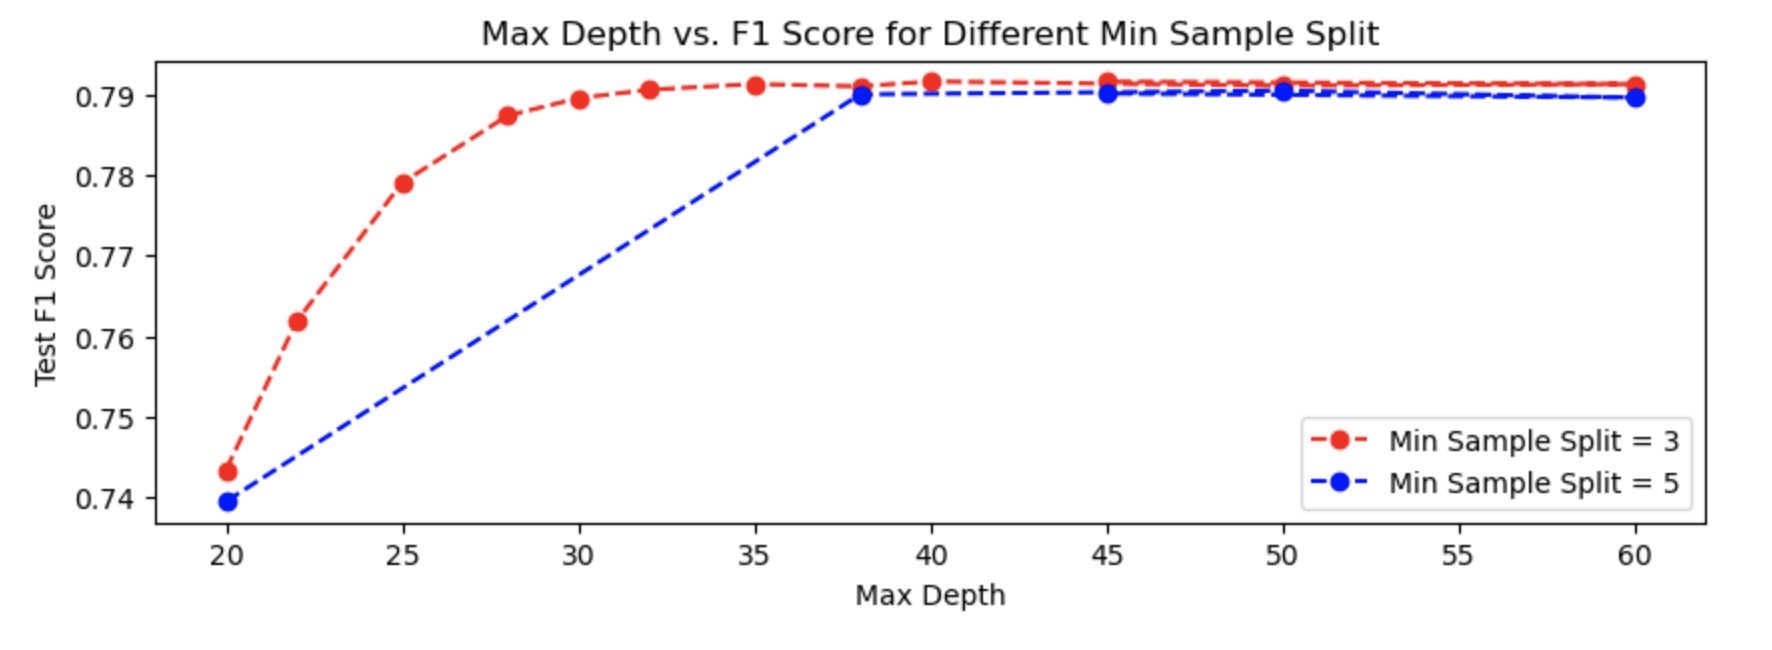 Max Depth vs. F1 Score for Different Min Sample Split
Test F1 Score
0.79
0.78
0.77
0.76
0.75
0.74
Min Sample Split = 3
Min Sample Split = 5
20 25 30 35 40 45 50 55 60
Max Depth